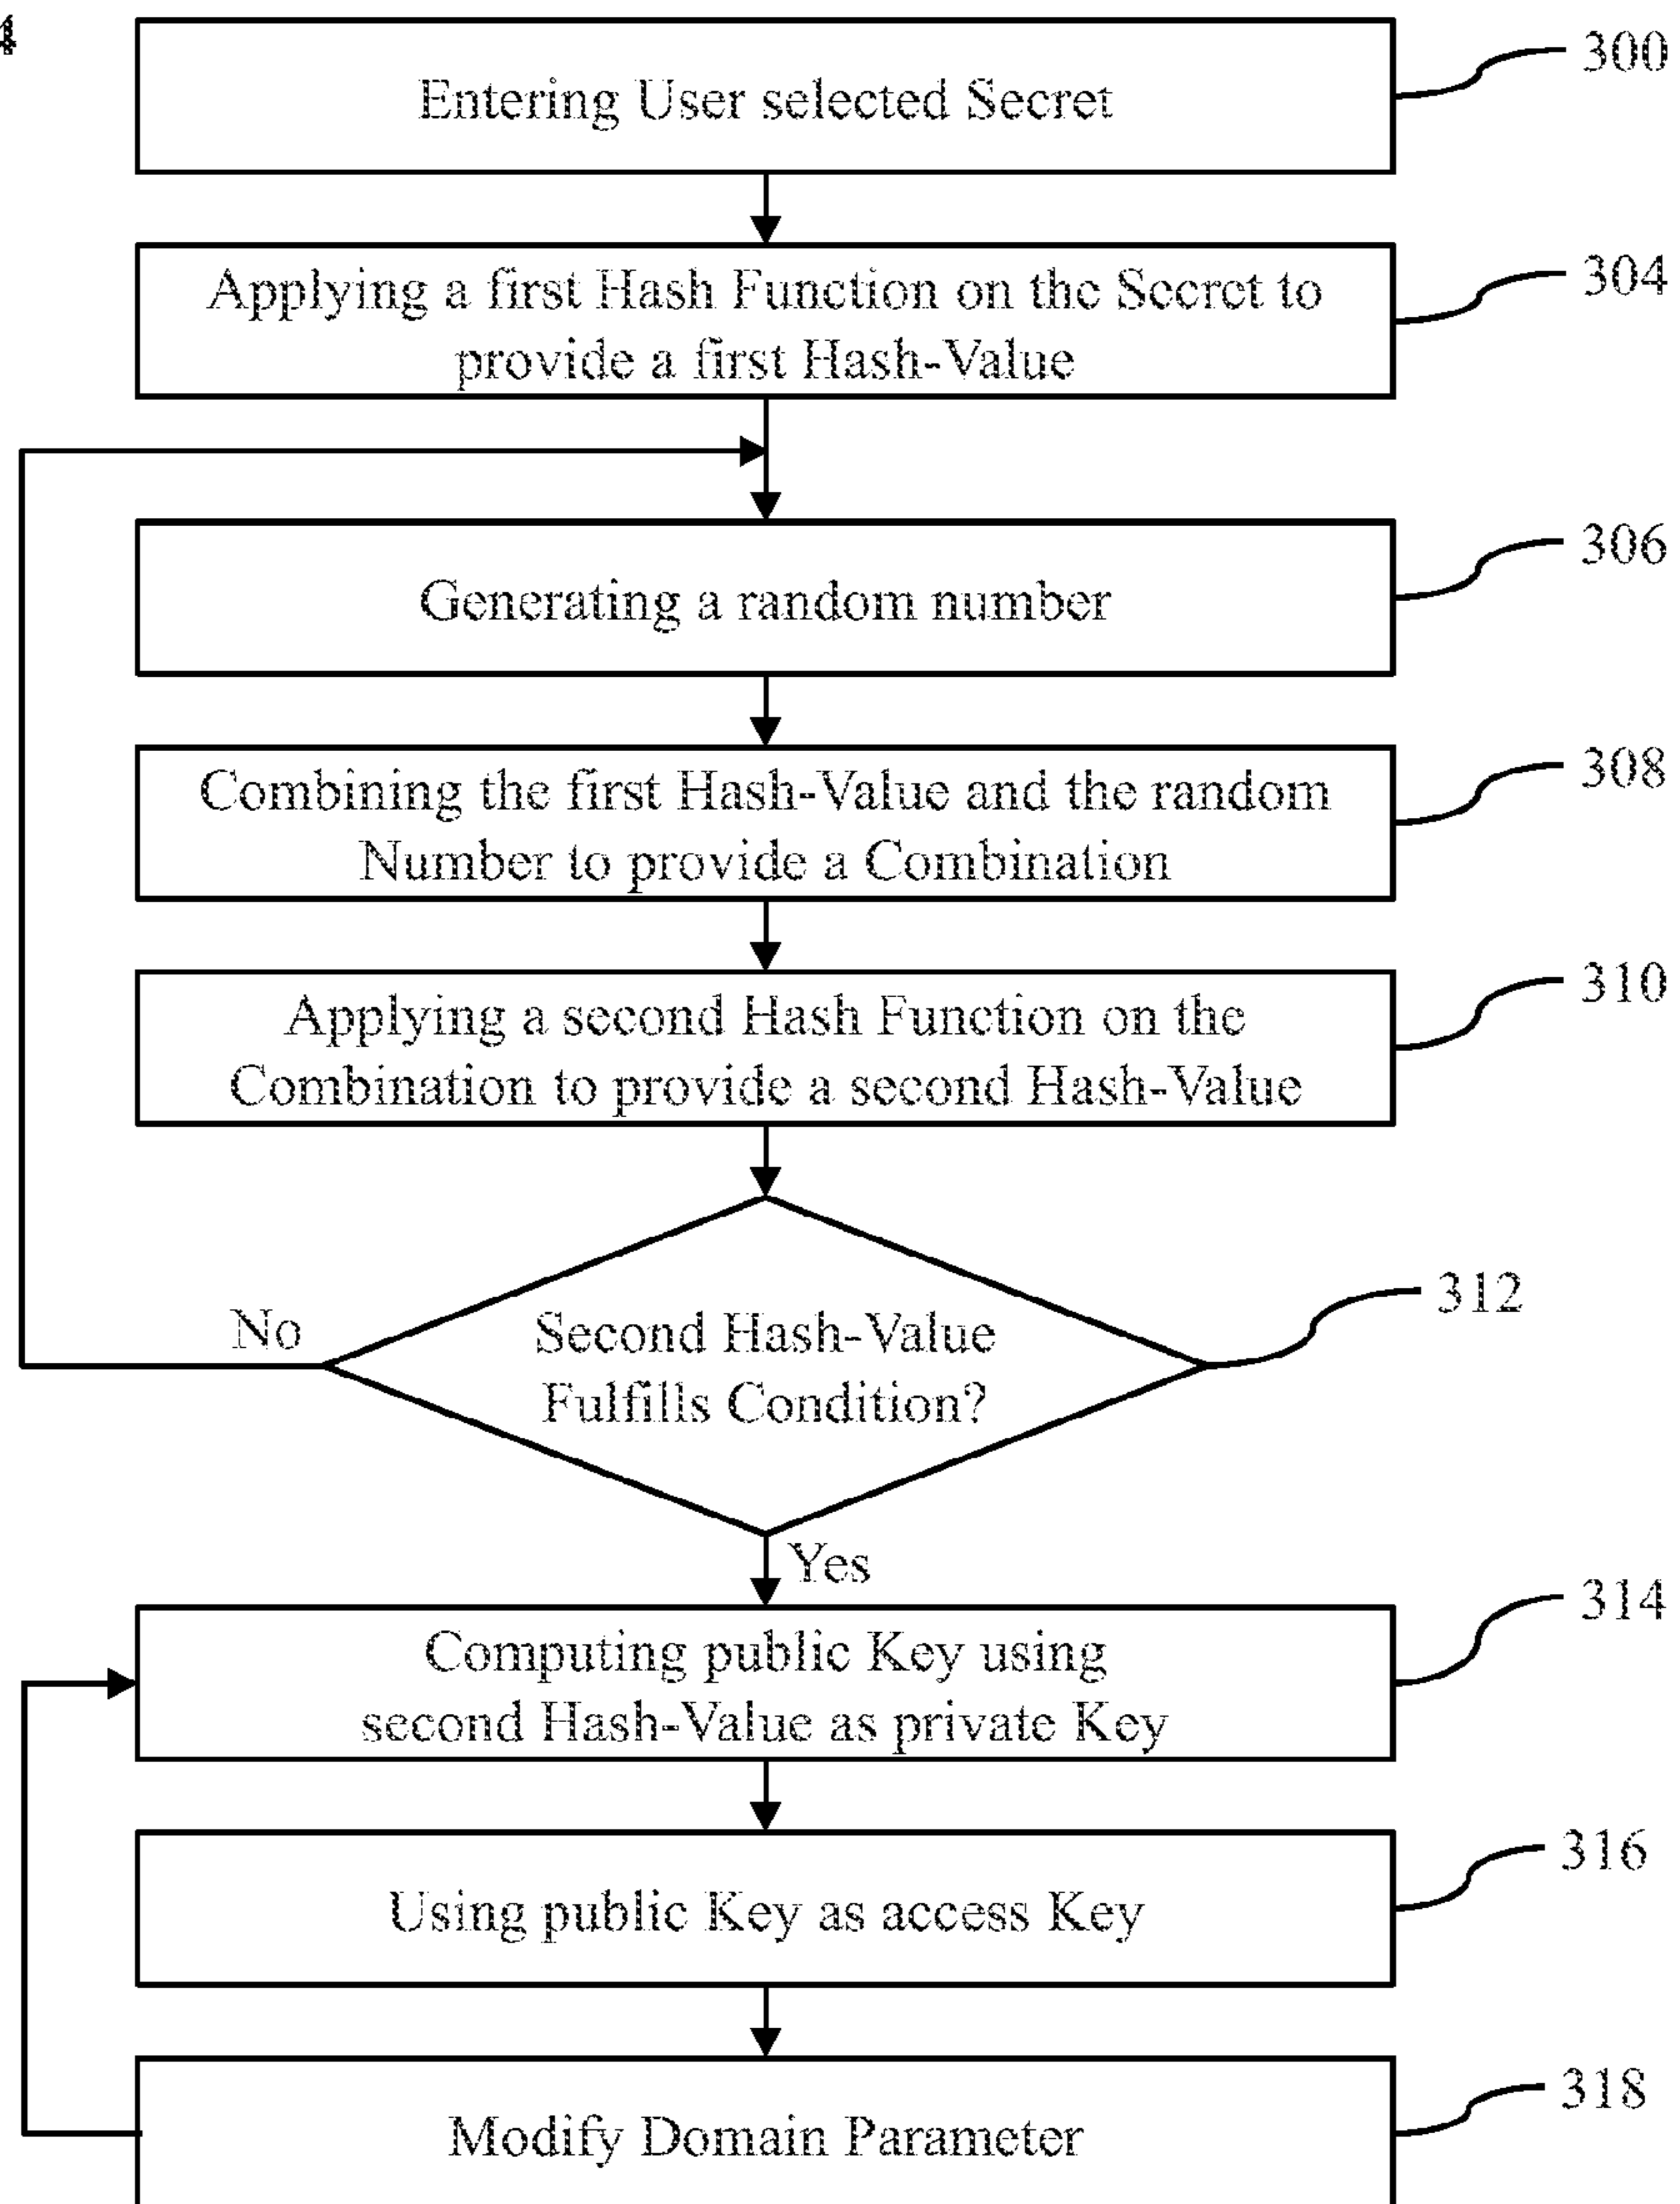 4
Entering User selected Secret
300
Applying a first Hash Function on the Secret to
provide a first Hash-Value
304
Generating a random number
306
Combining the first Hash-Value and the random
Number to provide a Combination
308
Applying a second Hash Function on the
Combination to provide a second Hash-Value
310
Second Hash-Value
Fulfills Condition?
312
No
Yes
Computing public Key using
second Hash-Value as private Key
314
Using public Key as access Key
316
Modify Domain Parameter
318